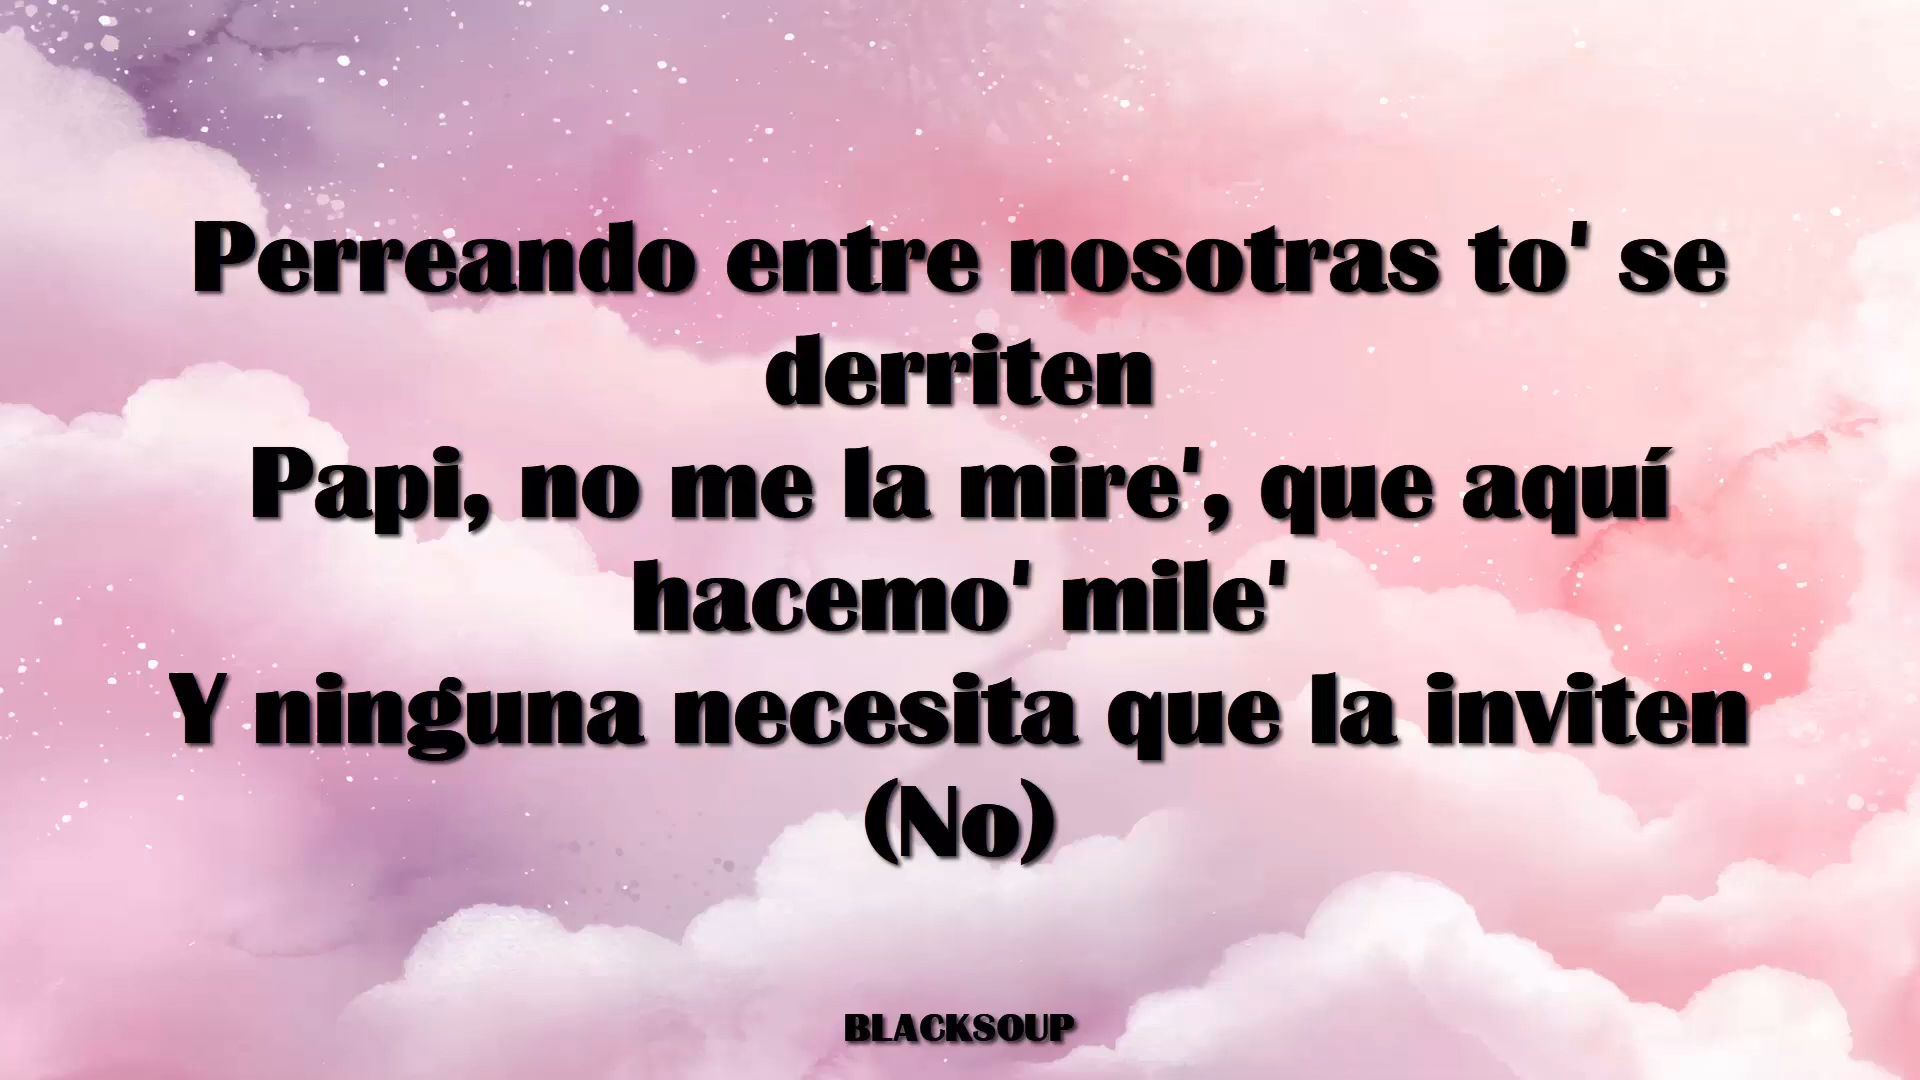 Perreando entre nosotras to' se
derriten
Papi, no me la mire', que aquí
hacemo' mile'
Y ninguna necesita que la inviten
(No)
BLACKSOUP